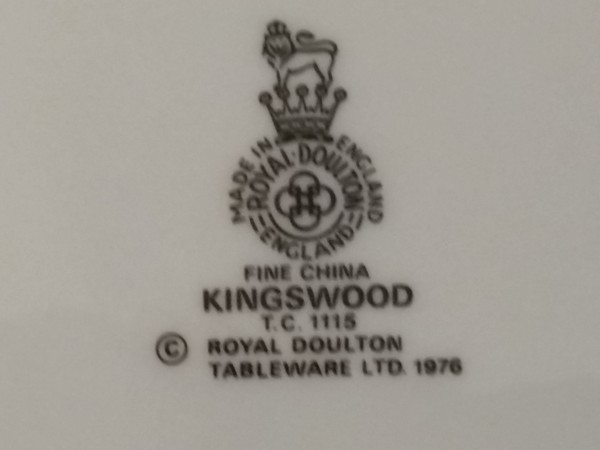 MADE IN ENGLAND
ROYAL·DOULTON
ENGLAND
FINE CHINA
KINGSWOOD
T.C. 1115
© ROYAL DOULTON
TABLEWARE LTD. 1976